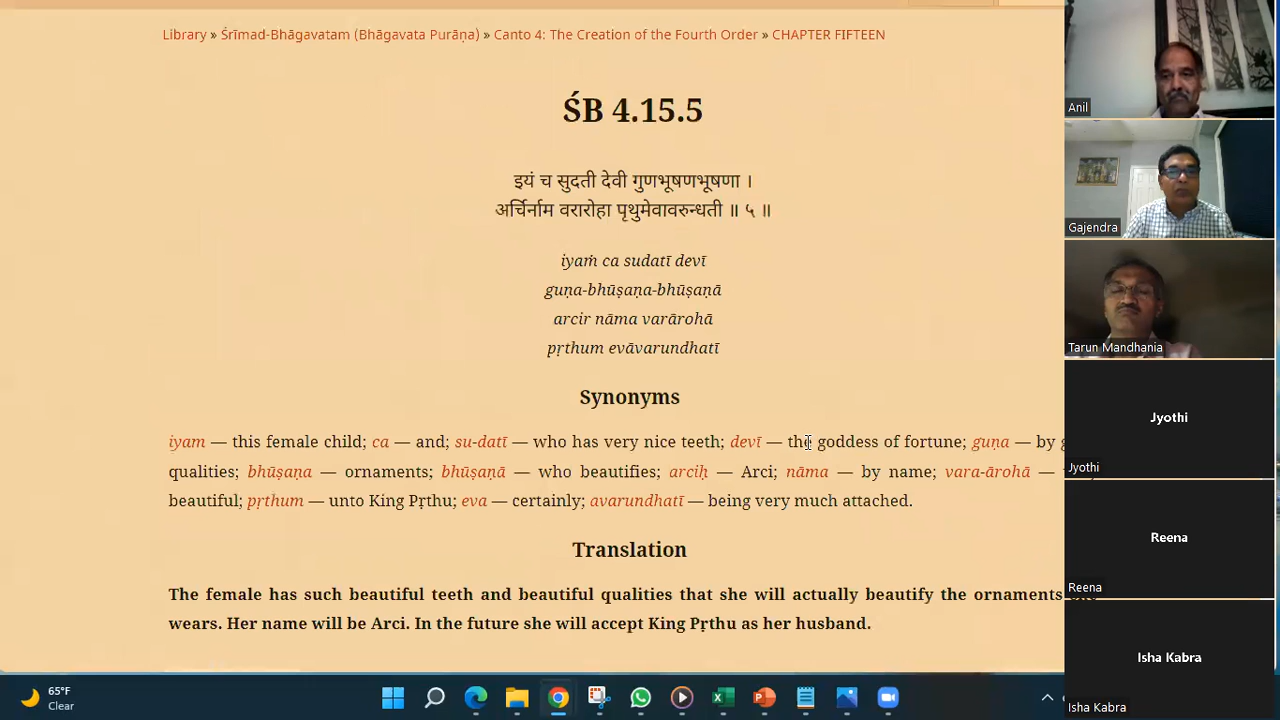 Library » Śrīmad-Bhāgavatam (Bhāgavata Purāṇa) » Canto 4: The Creation of the Fourth Order » CHAPTER FIFTEEN
ŚB 4.15.5
इयं च सुदती देवी गुणभूषणभूषणा ।
अर्चिर्नाम वरारोहा पृथुमेवावरुन्धती ॥ ५ ॥
iyaṁ ca sudatī devī
guṇa-bhūṣaṇa-bhūṣaṇā
arcir nāma varārohā
pṛthum evāvarundhatī
Synonyms
iyam — this female child; ca — and; su-datī — who has very nice teeth; devī — the goddess of fortune; guṇa — by
qualities; bhūṣaṇa — ornaments; bhūṣaṇā — who beautifies; arciḥ — Arci; nāma — by name; vara-ārohā —
beautiful; pṛthum — unto King Pṛthu; eva — certainly; avarundhatī — being very much attached.
Translation
The female has such beautiful teeth and beautiful qualities that she will actually beautify the ornaments
wears. Her name will be Arci. In the future she will accept King Pṛthu as her husband.
Anil
Gajendra
Tarun Mandhania
Jyothi
Jyothi
Reena
Reena
Isha Kabra
Isha Kabra
65°F
Clear